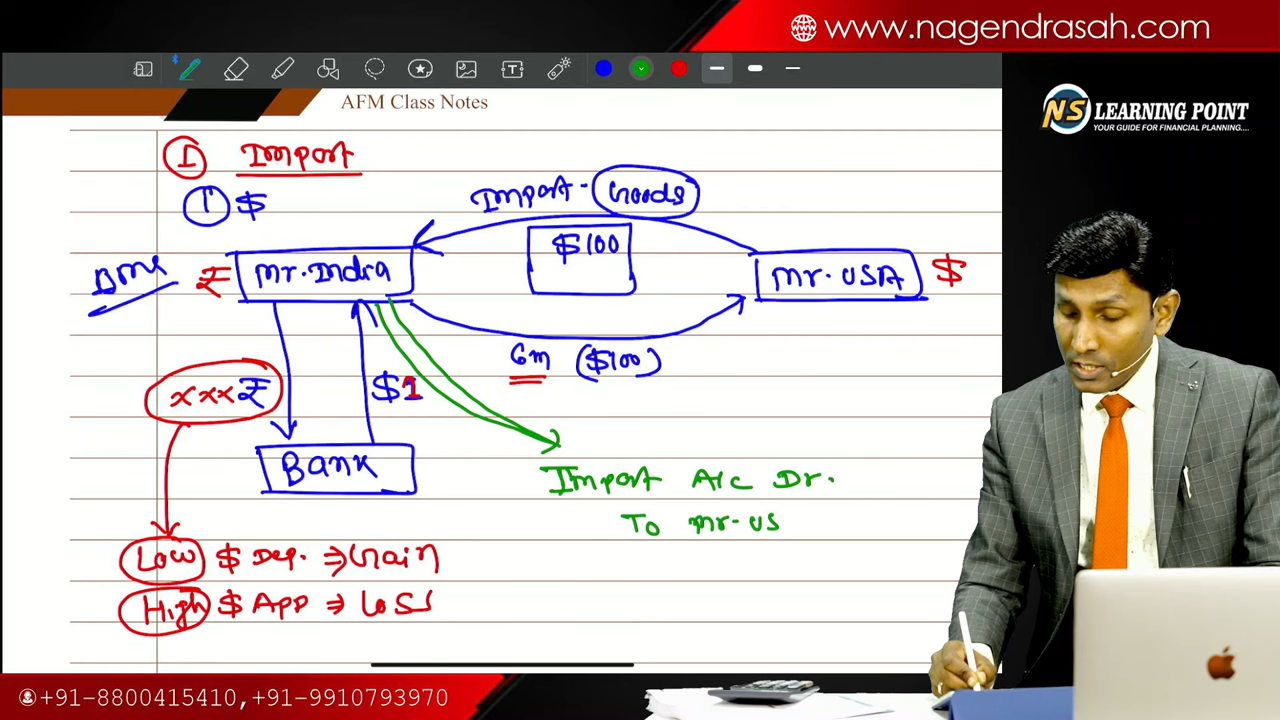 www.nagendrasah.com
AFM Class Notes
NS LEARNING POINT
YOUR GUIDE FOR FINANCIAL PLANNING....
I Import
1 $
Import - Goods
$100
₹ Mr. Indra
Mr. USA $
6m ($100)
xxx ₹
$1
Bank
Import A/c Dr.
To Mr. US
Low $ Dep. ⇒ Gain
High $ App ⇒ Loss
+91-8800415410,+91-9910793970